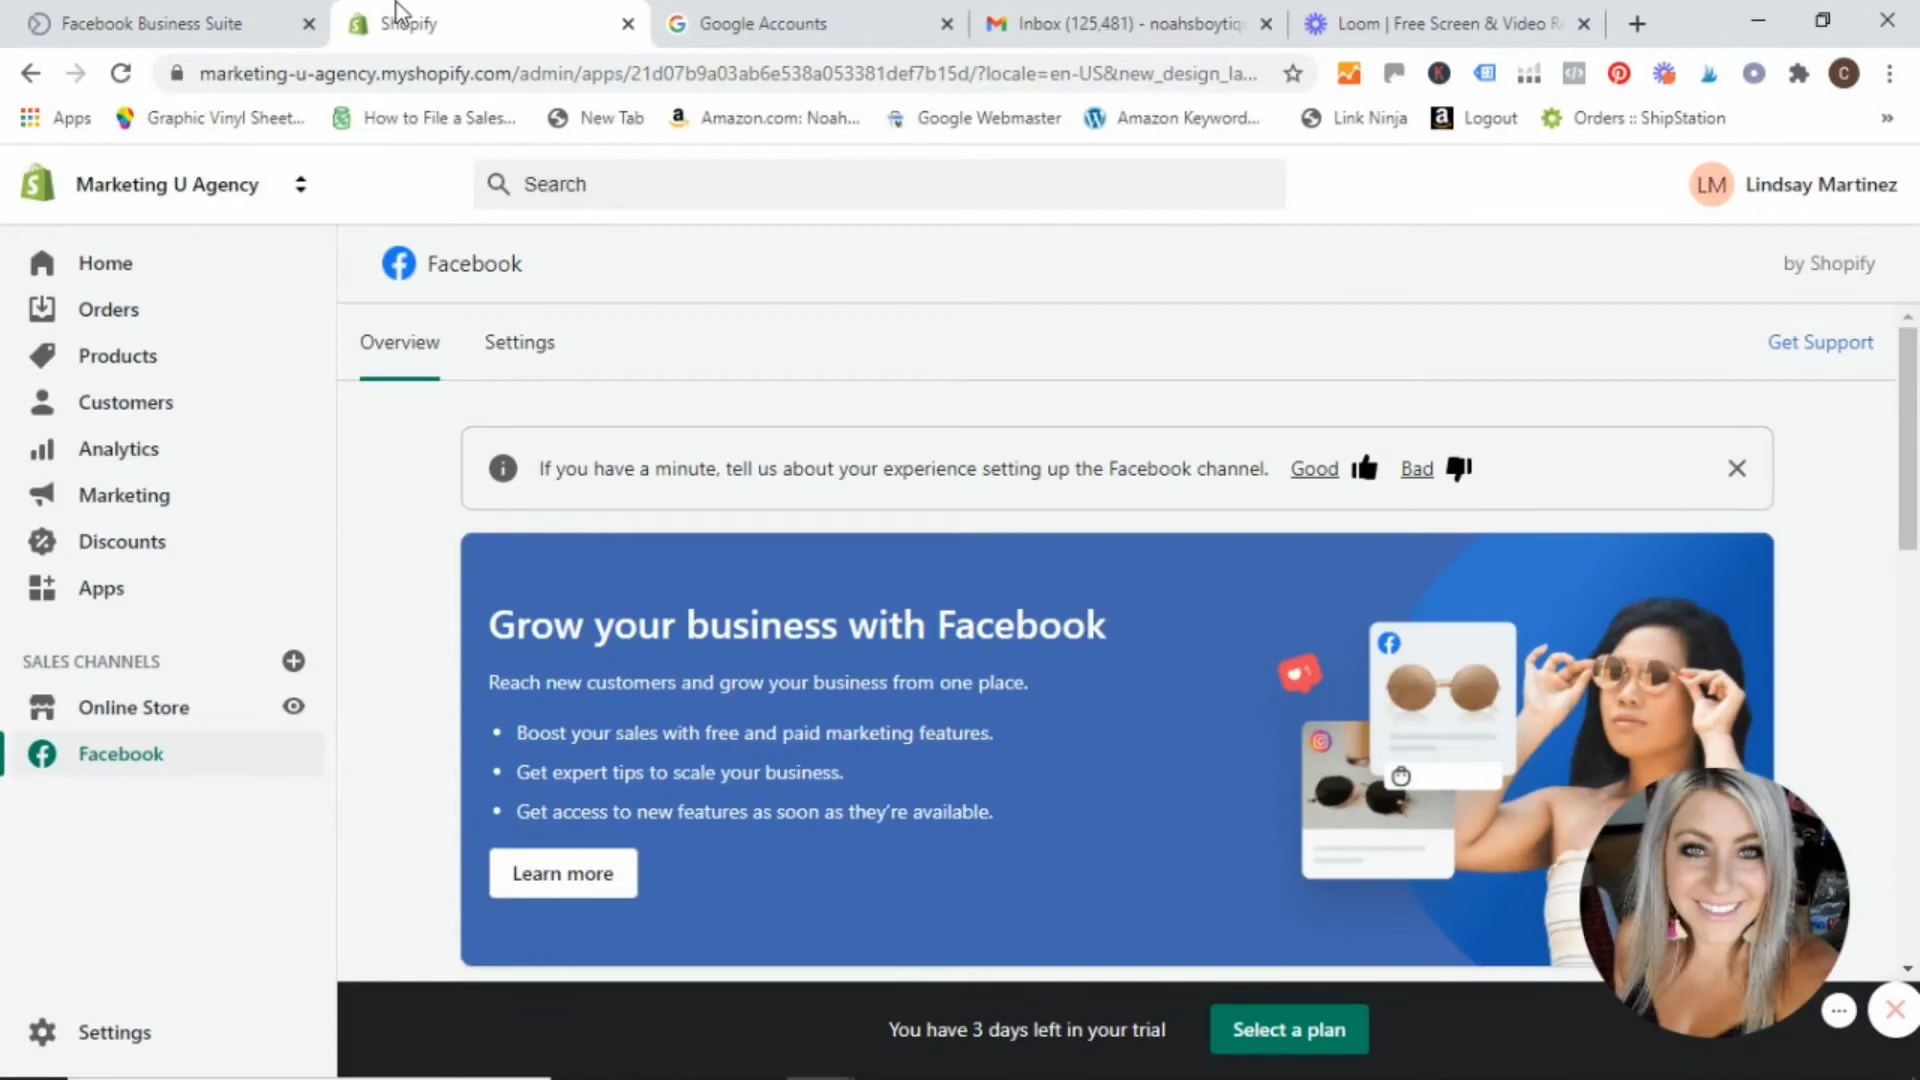 Facebook Business Suite
Shopify
Google Accounts
Inbox (125,481) - noahsboytiq
Loom | Free Screen & Video R
marketing-u-agency.myshopify.com/admin/apps/21d07b9a03ab6e538a053381def7b15d/?locale=en-US&new_design_la...
Apps
Graphic Vinyl Sheet...
How to File a Sales...
New Tab
Amazon.com: Noah...
Google Webmaster
Amazon Keyword...
Link Ninja
Logout
Orders :: ShipStation
»
Marketing U Agency
Search
LM
Lindsay Martinez
Home
Orders
Products
Customers
Analytics
Marketing
Discounts
Apps
SALES CHANNELS
Online Store
Facebook
Settings
Facebook
by Shopify
Overview
Settings
Get Support
If you have a minute, tell us about your experience setting up the Facebook channel. Good Bad
Grow your business with Facebook
Reach new customers and grow your business from one place.
• Boost your sales with free and paid marketing features.
• Get expert tips to scale your business.
• Get access to new features as soon as they're available.
Learn more
You have 3 days left in your trial
Select a plan